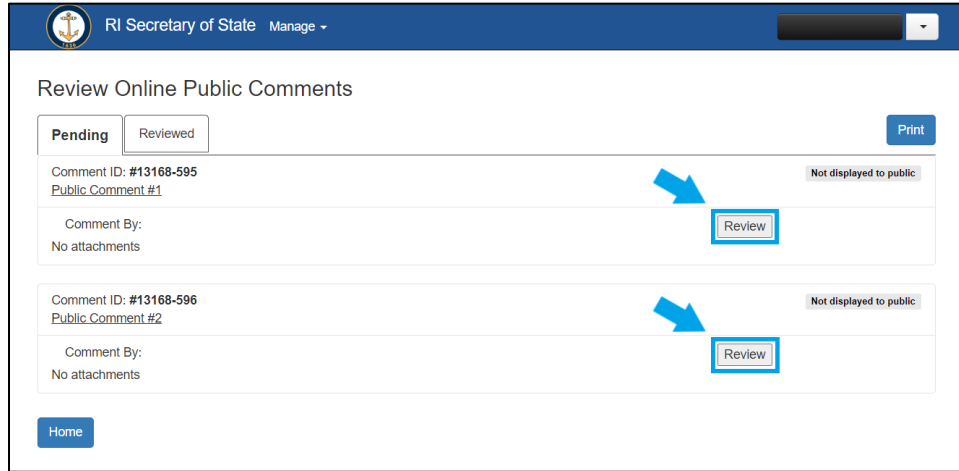 RI Secretary of State Manage
Review Online Public Comments
Pending Reviewed Print
Comment ID: #13168-595 Not displayed to public
Public Comment #1
Comment By: Review
No attachments
Comment ID: #13168-596 Not displayed to public
Public Comment #2
Comment By: Review
No attachments
Home